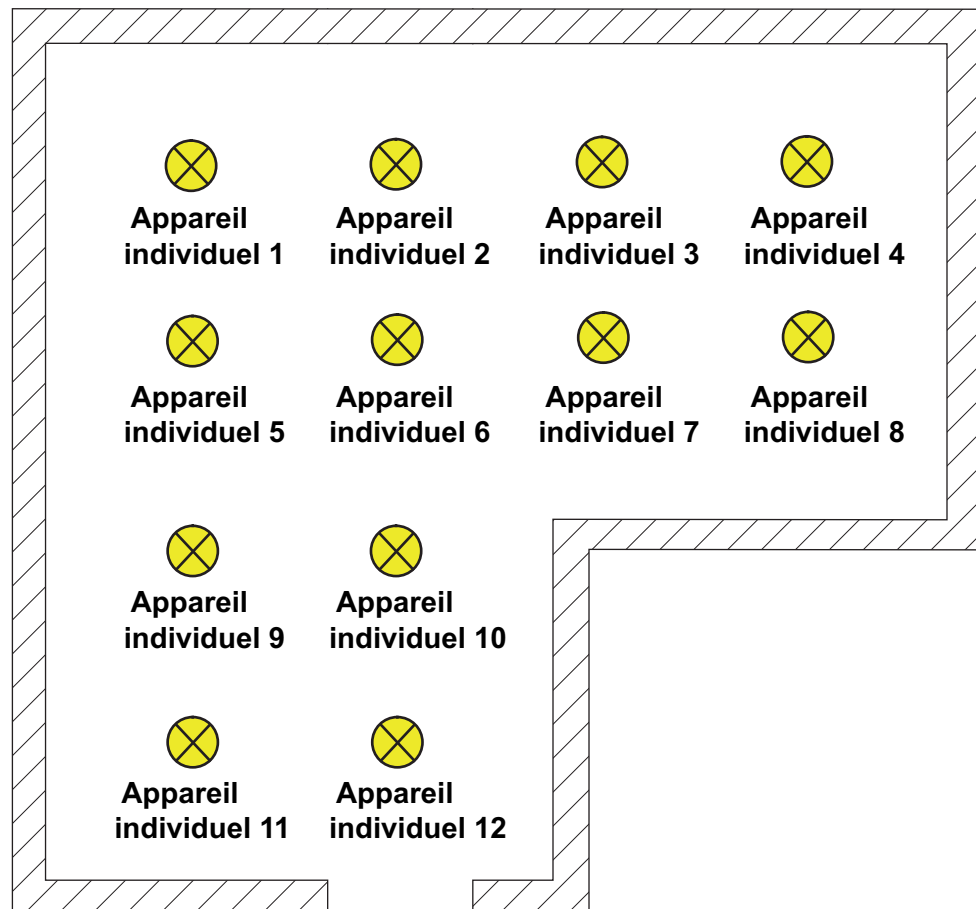 Appareil
individuel 1
Appareil
individuel 2
Appareil
individuel 3
Appareil
individuel 4
Appareil
individuel 5
Appareil
individuel 6
Appareil
individuel 7
Appareil
individuel 8
Appareil
individuel 9
Appareil
individuel 10
Appareil
individuel 11
Appareil
individuel 12